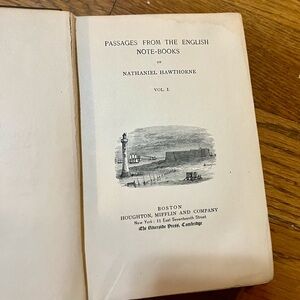 PASSAGES FROM THE ENGLISH
NOTE-BOOKS
OF
NATHANIEL HAWTHORNE
VOL. I.
BOSTON
HOUGHTON, MIFFLIN AND COMPANY
New York: 11 East Seventeenth Street
The Riverside Press, Cambridge